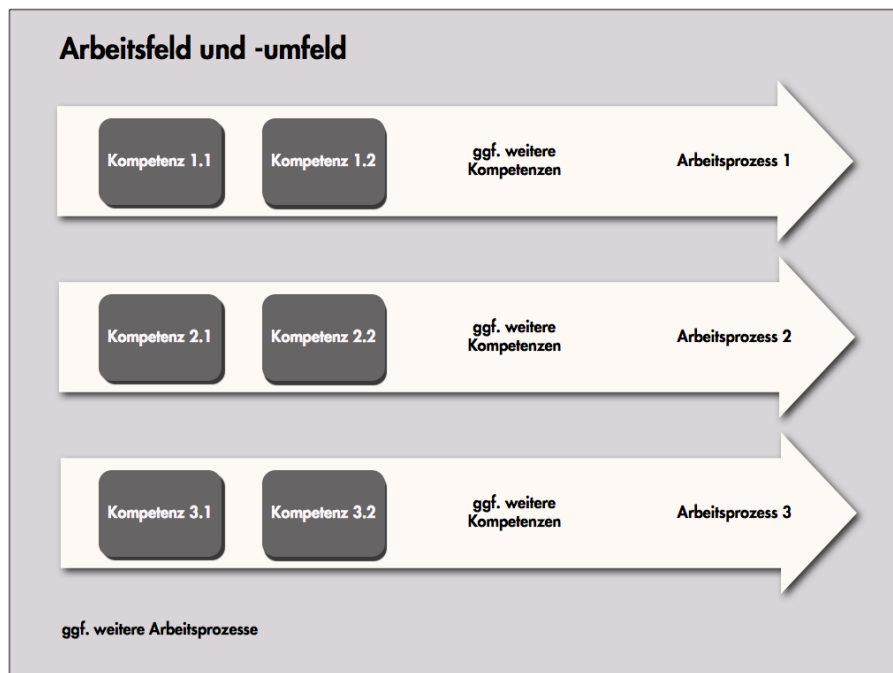 Arbeitsfeld und -umfeld
Kompetenz 1.1
Kompetenz 1.2
ggf. weitere
Kompetenzen
Arbeitsprozess 1
Kompetenz 2.1
Kompetenz 2.2
ggf. weitere
Kompetenzen
Arbeitsprozess 2
Kompetenz 3.1
Kompetenz 3.2
ggf. weitere
Kompetenzen
Arbeitsprozess 3
ggf. weitere Arbeitsprozesse